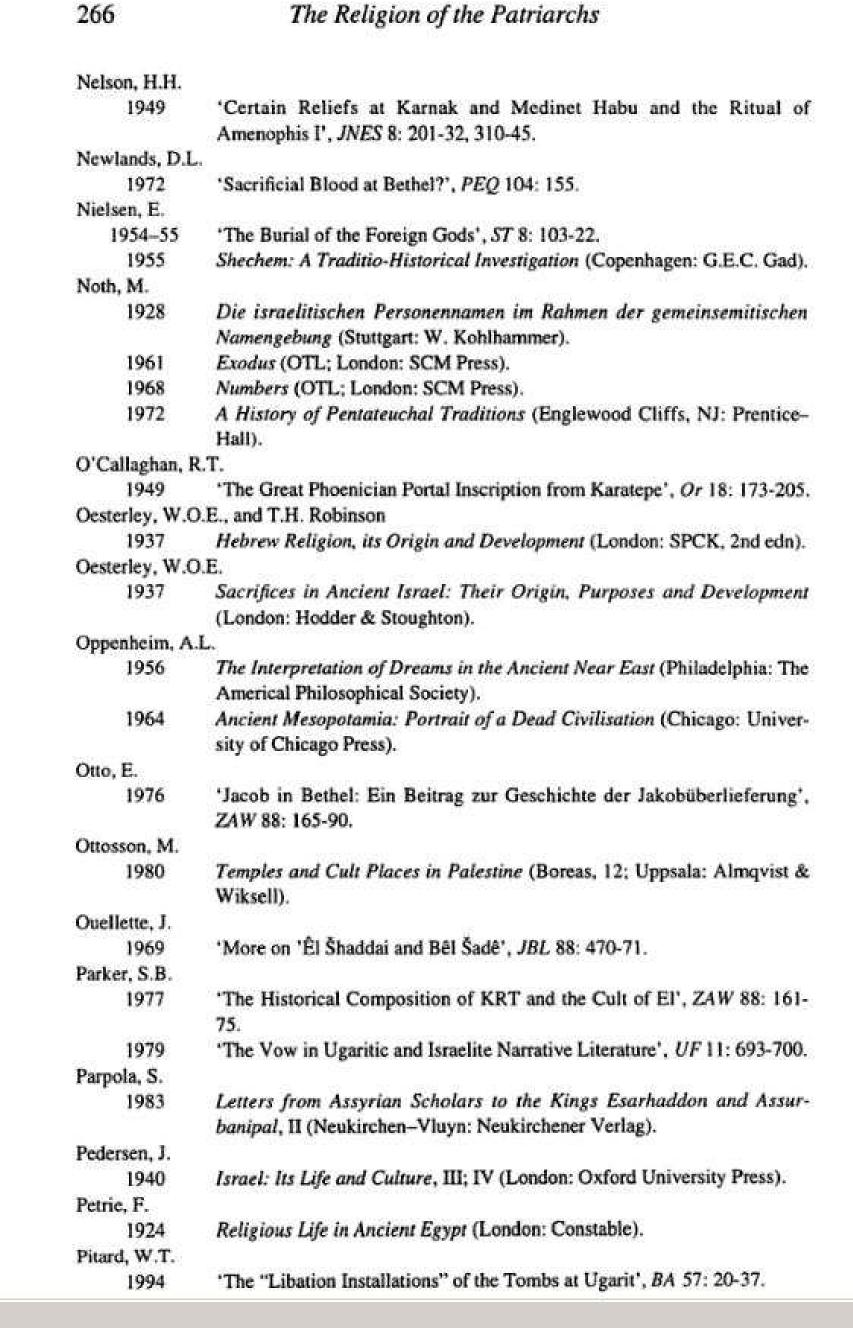 266 The Religion of the Patriarchs
Nelson, H.H.
1949 ‘Certain Reliefs at Karnak and Medinet Habu and the Ritual of
Amenophis I’, JNES 8: 201-32, 310-45.
Newlands, D.L.
1972 ‘Sacrificial Blood at Bethel?’, PEQ 104: 155.
Nielsen, E.
1954–55 ‘The Burial of the Foreign Gods’, ST 8: 103-22.
1955 Shechem: A Traditio-Historical Investigation (Copenhagen: G.E.C. Gad).
Noth, M.
1928 Die israelitischen Personennamen im Rahmen der gemeinsemitischen
Namengebung (Stuttgart: W. Kohlhammer).
1961 Exodus (OTL; London: SCM Press).
1968 Numbers (OTL; London: SCM Press).
1972 A History of Pentateuchal Traditions (Englewood Cliffs, NJ: Prentice–
Hall).
O’Callaghan, R.T.
1949 ‘The Great Phoenician Portal Inscription from Karatepe’, Or 18: 173-205.
Oesterley, W.O.E., and T.H. Robinson
1937 Hebrew Religion, its Origin and Development (London: SPCK, 2nd edn).
Oesterley, W.O.E.
1937 Sacrifices in Ancient Israel: Their Origin, Purposes and Development
(London: Hodder & Stoughton).
Oppenheim, A.L.
1956 The Interpretation of Dreams in the Ancient Near East (Philadelphia: The
Americal Philosophical Society).
1964 Ancient Mesopotamia: Portrait of a Dead Civilisation (Chicago: Univer-
sity of Chicago Press).
Otto, E.
1976 ‘Jacob in Bethel: Ein Beitrag zur Geschichte der Jakobüberlieferung’,
ZAW 88: 165-90.
Ottosson, M.
1980 Temples and Cult Places in Palestine (Boreas, 12; Uppsala: Almqvist &
Wiksell).
Ouellette, J.
1969 ‘More on 'Êl Šhaddai and Bêl Šadê’, JBL 88: 470-71.
Parker, S.B.
1977 ‘The Historical Composition of KRT and the Cult of El’, ZAW 88: 161-
75.
1979 ‘The Vow in Ugaritic and Israelite Narrative Literature’, UF 11: 693-700.
Parpola, S.
1983 Letters from Assyrian Scholars to the Kings Esarhaddon and Assur-
banipal, II (Neukirchen–Vluyn: Neukirchener Verlag).
Pedersen, J.
1940 Israel: Its Life and Culture, III; IV (London: Oxford University Press).
Petrie, F.
1924 Religious Life in Ancient Egypt (London: Constable).
Pitard, W.T.
1994 ‘The “Libation Installations” of the Tombs at Ugarit’, BA 57: 20-37.